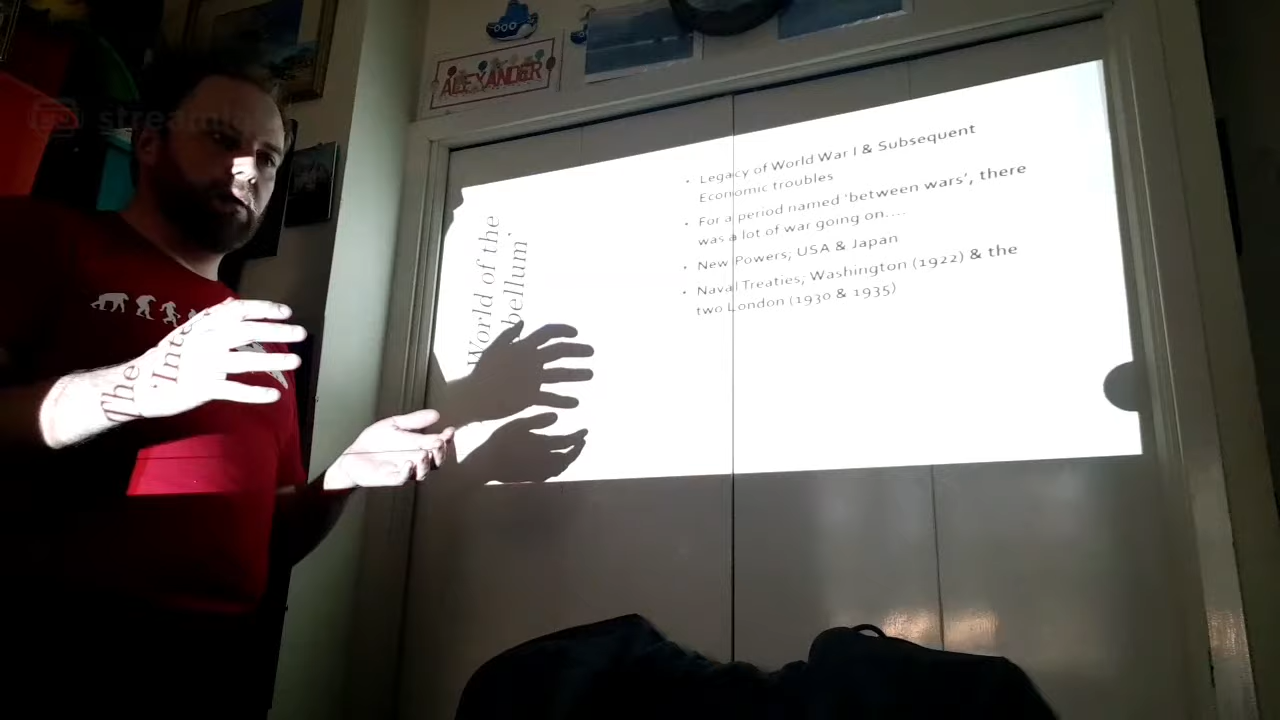 streamlabs
ALEXANDER
The World of the
'Interbellum'
• Legacy of World War I & Subsequent
Economic troubles
• For a period named 'between wars', there
was a lot of war going on….
• New Powers; USA & Japan
• Naval Treaties; Washington (1922) & the
two London (1930 & 1935)